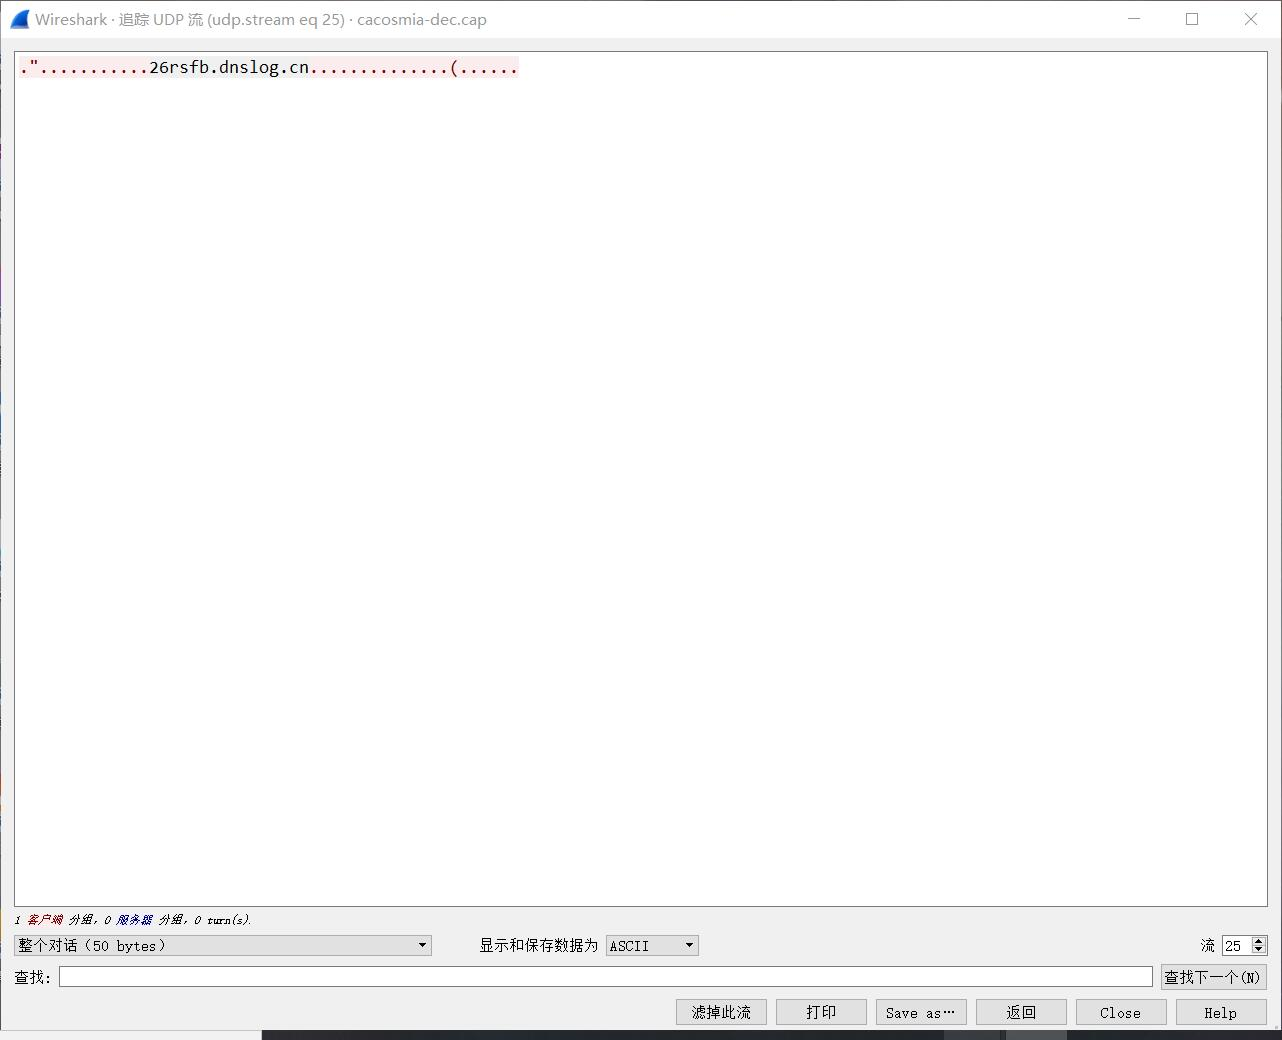 Wireshark · 追踪 UDP 流 (udp.stream eq 25) · cacosmia-dec.cap
."...........26rsfb.dnslog.cn..............(......
1 客户端 分组, 0 服务器 分组, 0 turn(s).
整个对话（50 bytes） 显示和保存数据为 ASCII 流 25
查找: 查找下一个(N)
滤掉此流 打印 Save as… 返回 Close Help